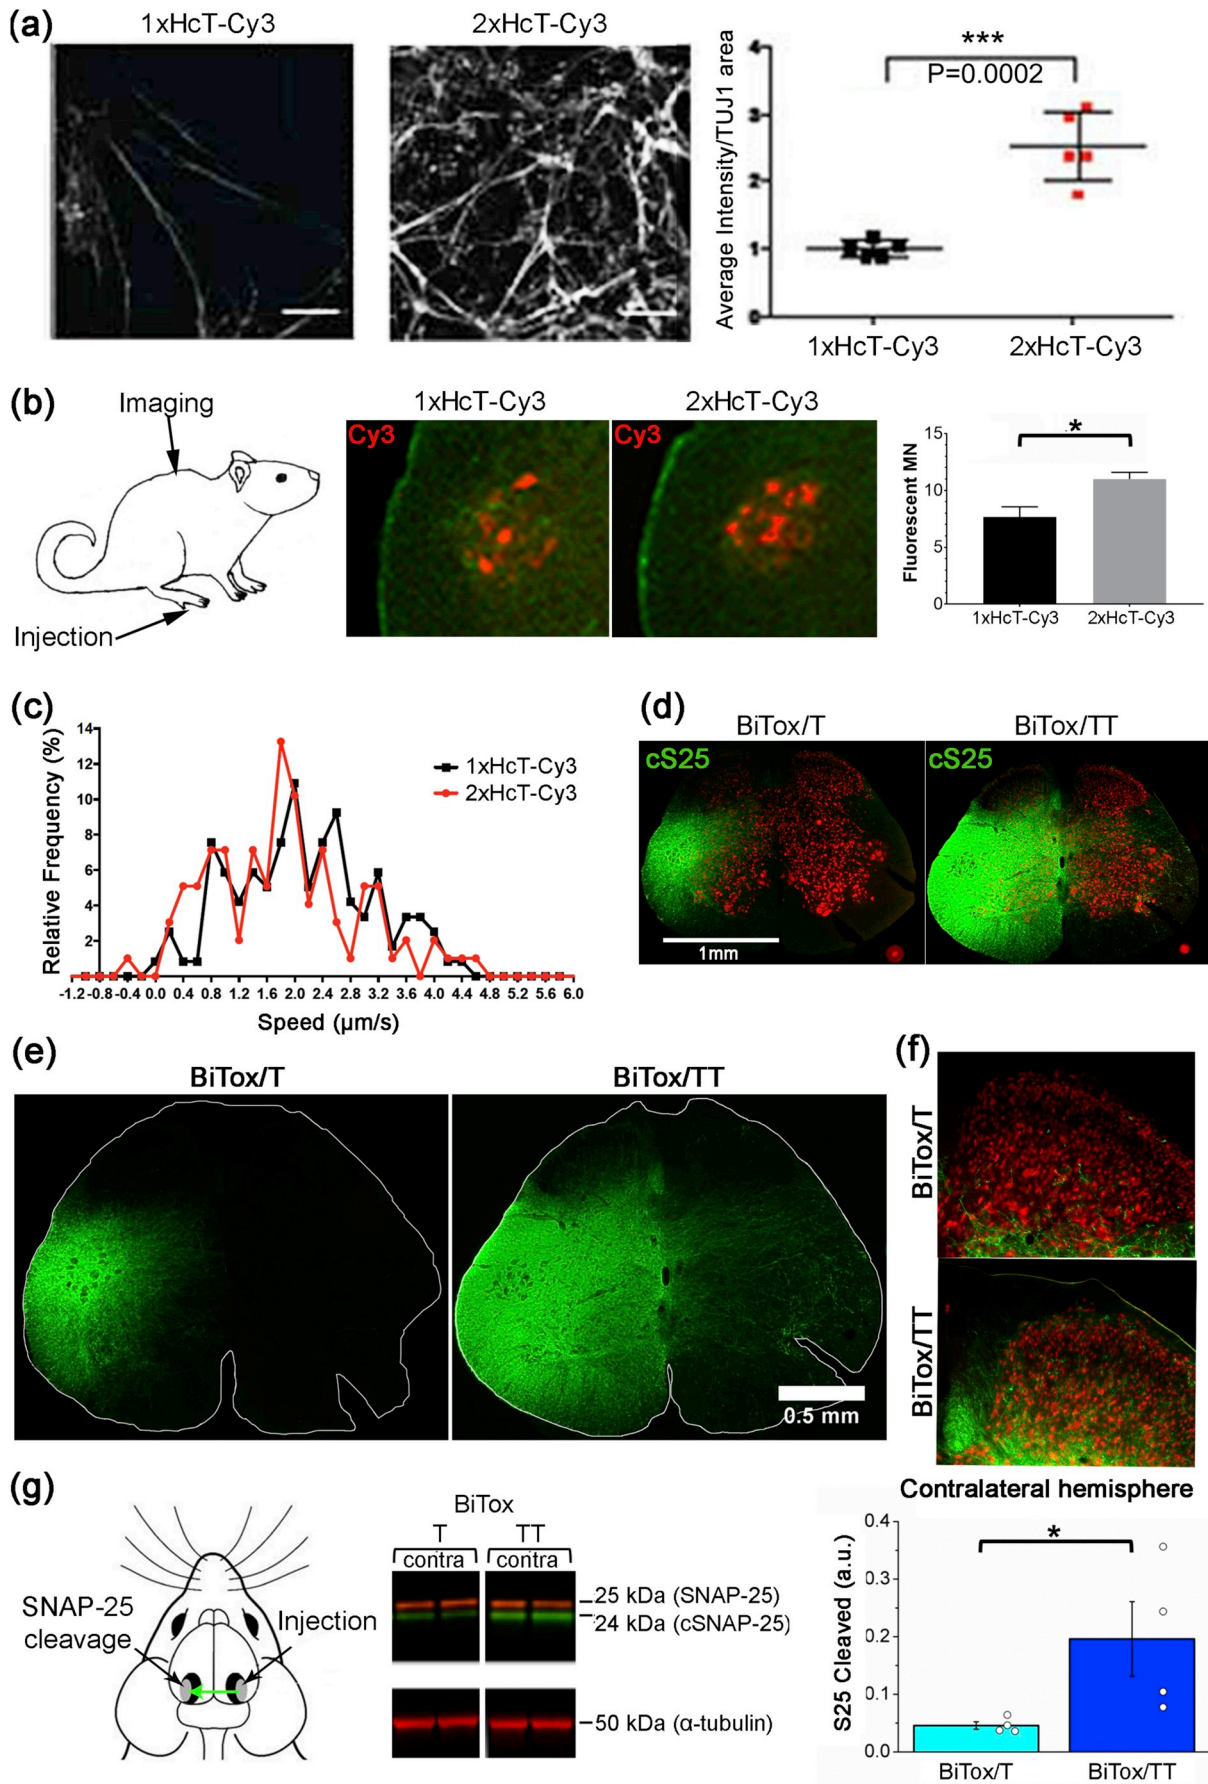 (a)
1xHcT-Cy3
2xHcT-Cy3
***
P=0.0002
Average Intensity/TUJ1 area
4
3
2
1
0
1xHcT-Cy3
2xHcT-Cy3
(b)
Imaging
Injection
1xHcT-Cy3
2xHcT-Cy3
Cy3
Cy3
*
Fluorescent MN
15
10
5
0
1xHcT-Cy3
2xHcT-Cy3
(c)
Relative Frequency (%)
14
12
10
8
6
4
2
1xHcT-Cy3
2xHcT-Cy3
-1.2 -0.8 -0.4 0.0 0.4 0.8 1.2 1.6 2.0 2.4 2.8 3.2 3.6 4.0 4.4 4.8 5.2 5.6 6.0
Speed (µm/s)
(d)
BiTox/T
BiTox/TT
cS25
cS25
1mm
(e)
BiTox/T
BiTox/TT
0.5 mm
(f)
BiTox/T
BiTox/TT
(g)
SNAP-25
cleavage
Injection
BiTox
T
TT
contra
contra
25 kDa (SNAP-25)
24 kDa (cSNAP-25)
50 kDa (α-tubulin)
Contralateral hemisphere
*
S25 Cleaved (a.u.)
0.4
0.3
0.2
0.1
0.0
BiTox/T
BiTox/TT